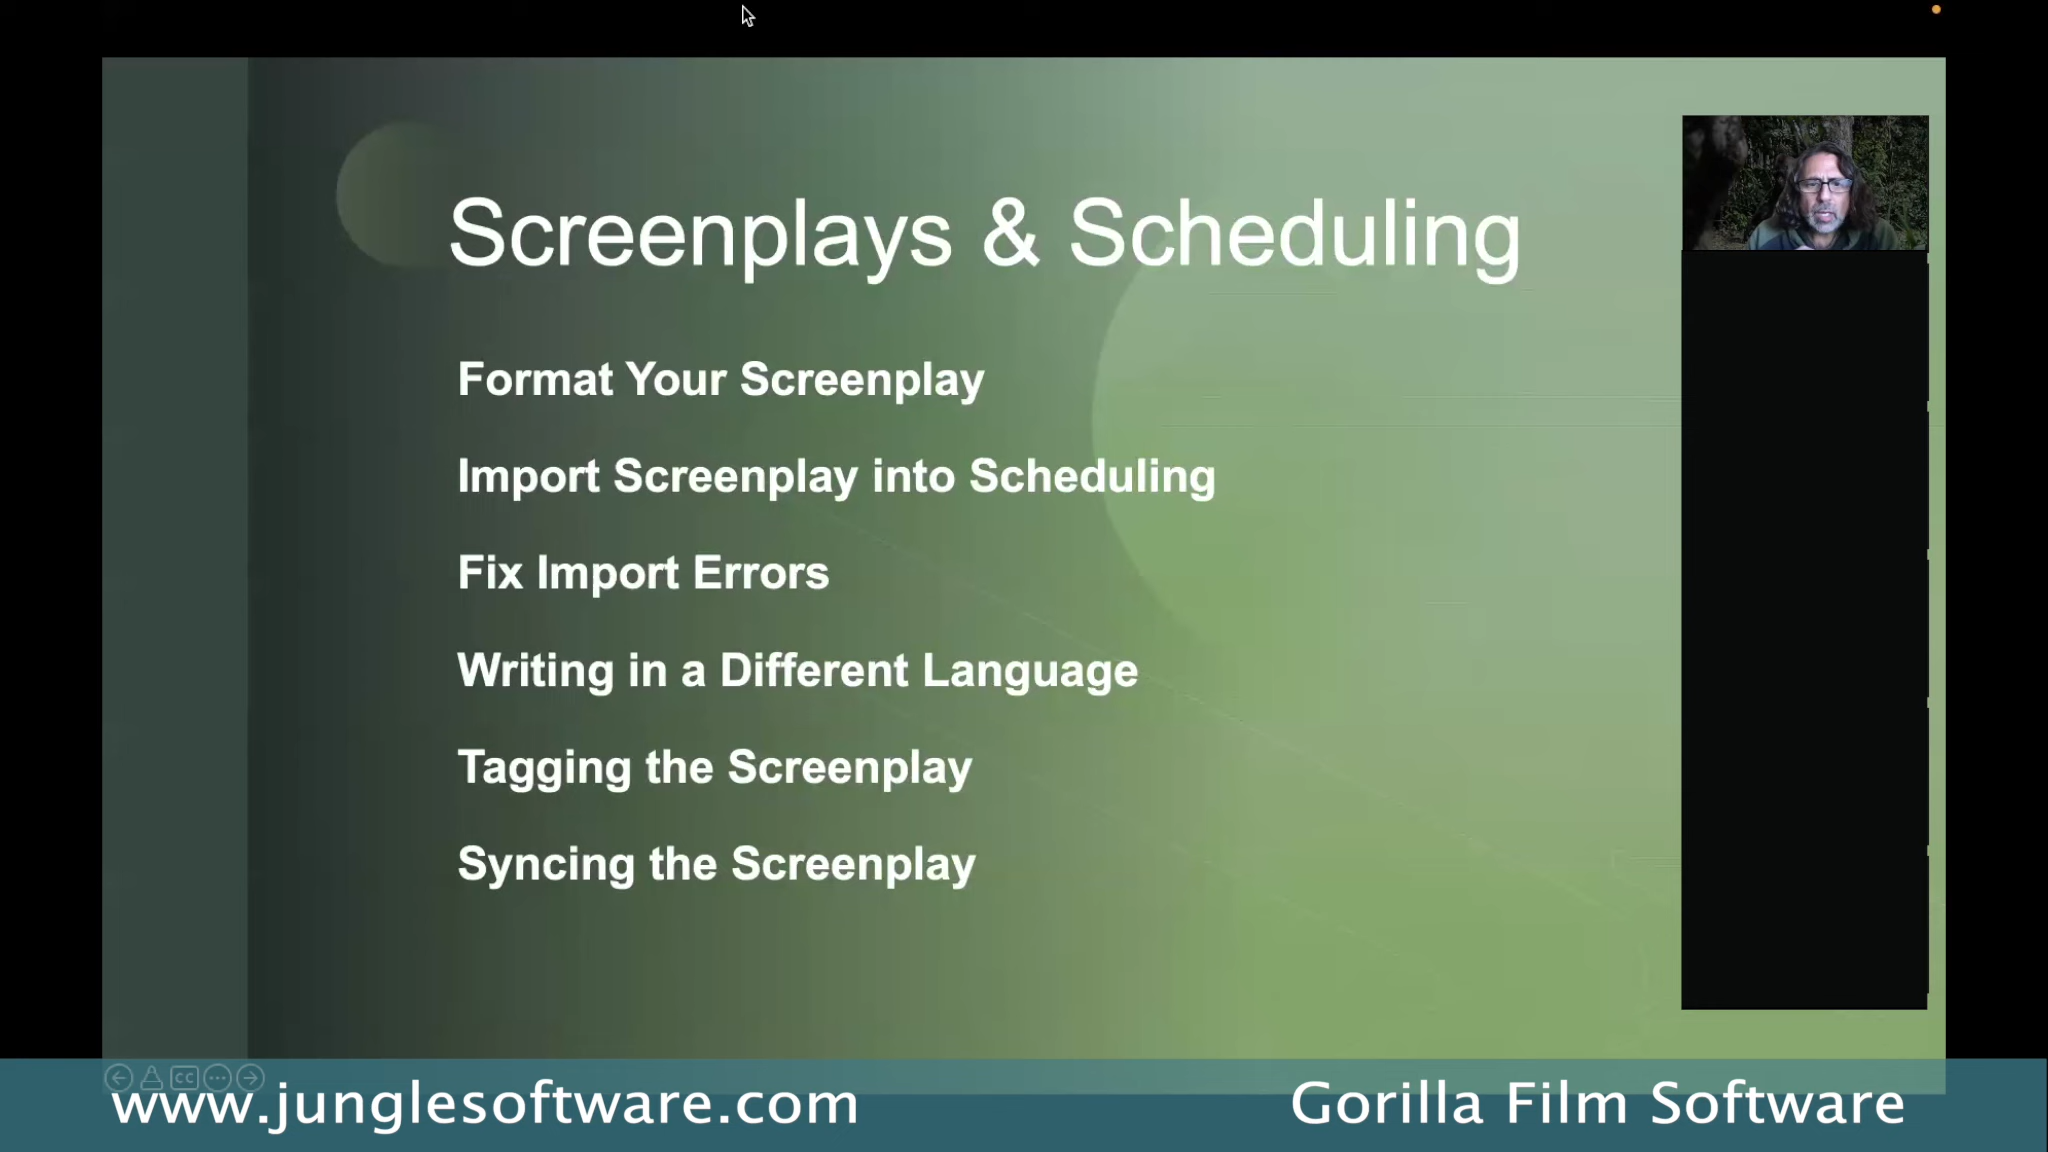 Screenplays & Scheduling
Format Your Screenplay
Import Screenplay into Scheduling
Fix Import Errors
Writing in a Different Language
Tagging the Screenplay
Syncing the Screenplay
CC
www.junglesoftware.com
Gorilla Film Software